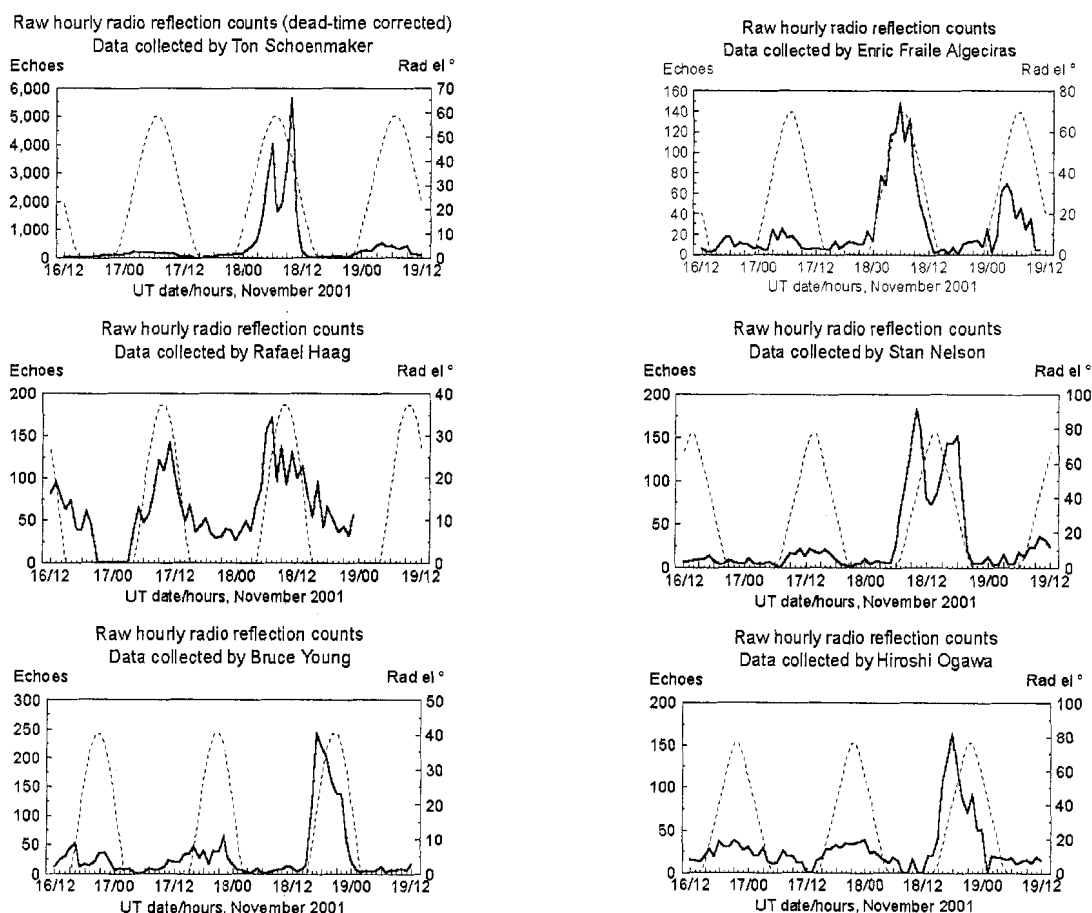 Raw hourly radio reflection counts (dead-time corrected)
Data collected by Ton Schoenmaker
Echoes Rad el °
6,000 70
5,000 60
4,000 50
3,000 40
2,000 30
1,000 20
0 10
0
16/12 17/00 17/12 18/00 18/12 19/00 19/12
UT date/hours, November 2001
Raw hourly radio reflection counts
Data collected by Enric Fraile Algeciras
Echoes Rad el °
160 80
140
120 60
100
80 40
60
40 20
20
0 0
16/12 17/00 17/12 18/00 18/12 19/00 19/12
UT date/hours, November 2001
Raw hourly radio reflection counts
Data collected by Rafael Haag
Echoes Rad el °
200 40
150 30
100 20
50 10
0 0
16/12 17/00 17/12 18/00 18/12 19/00 19/12
UT date/hours, November 2001
Raw hourly radio reflection counts
Data collected by Stan Nelson
Echoes Rad el °
200 100
150 80
100 60
50 40
0 20
0
16/12 17/00 17/12 18/00 18/12 19/00 19/12
UT date/hours, November 2001
Raw hourly radio reflection counts
Data collected by Bruce Young
Echoes Rad el °
300 50
250 40
200 30
150 20
100 10
50 0
0
16/12 17/00 17/12 18/00 18/12 19/00 19/12
UT date/hours, November 2001
Raw hourly radio reflection counts
Data collected by Hiroshi Ogawa
Echoes Rad el °
200 100
150 80
100 60
50 40
0 20
0
16/12 17/00 17/12 18/00 18/12 19/00 19/12
UT date/hours, November 2001